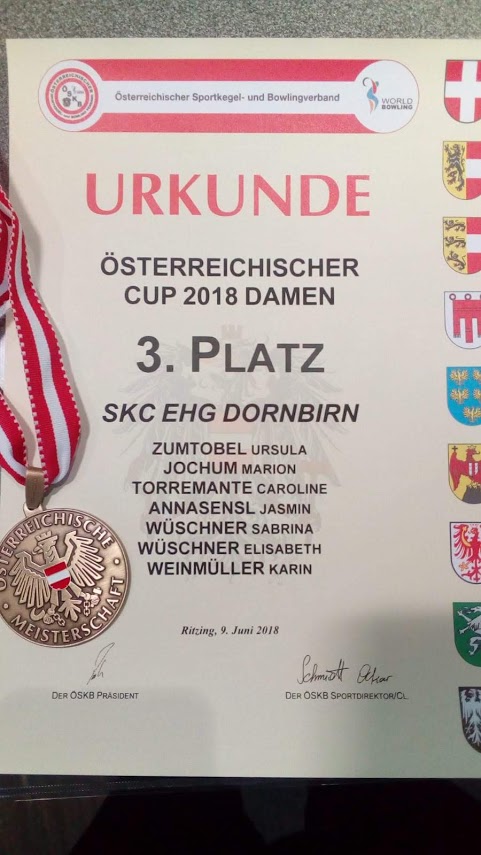 Österreichischer Sportkegel- und Bowlingverband
WORLD
BOWLING
URKUNDE
ÖSTERREICHISCHER
CUP 2018 DAMEN
3. PLATZ
SKC EHG DORNBIRN
ZUMTOBEL URSULA
JOCHUM MARION
TORREMANTE CAROLINE
ANNASENSL JASMIN
WÜSCHNER SABRINA
WÜSCHNER ELISABETH
WEINMÜLLER KARIN
ÖSTERREICHISCHE
MEISTERSCHAFT
Ritzing, 9. Juni 2018
Schmidt
DER ÖSKB PRÄSIDENT
DER ÖSKB SPORTDIREKTOR/CL.